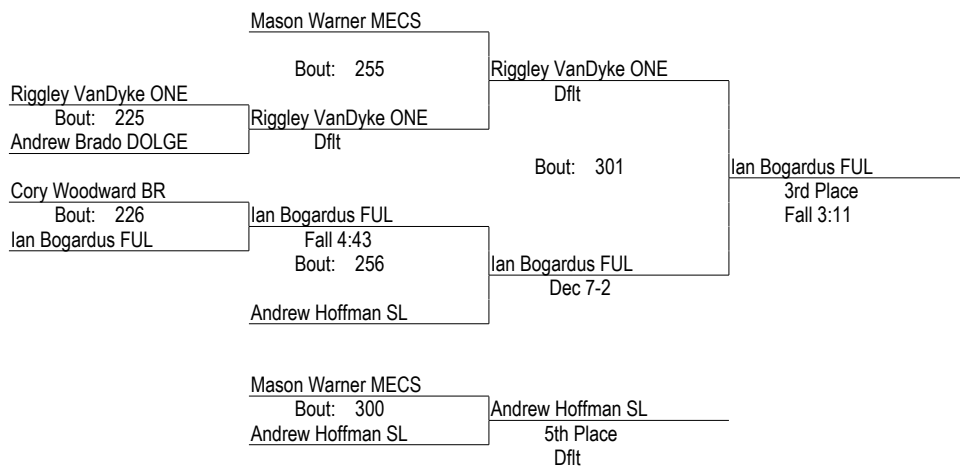 Mason Warner MECS
Bout: 255
Riggley VanDyke ONE
Dflt
Riggley VanDyke ONE
Bout: 225
Andrew Brado DOLGE
Riggley VanDyke ONE
Dflt
Bout: 301
Ian Bogardus FUL
3rd Place
Fall 3:11
Cory Woodward BR
Bout: 226
Ian Bogardus FUL
Ian Bogardus FUL
Fall 4:43
Bout: 256
Ian Bogardus FUL
Dec 7-2
Andrew Hoffman SL
Mason Warner MECS
Bout: 300
Andrew Hoffman SL
Andrew Hoffman SL
5th Place
Dflt